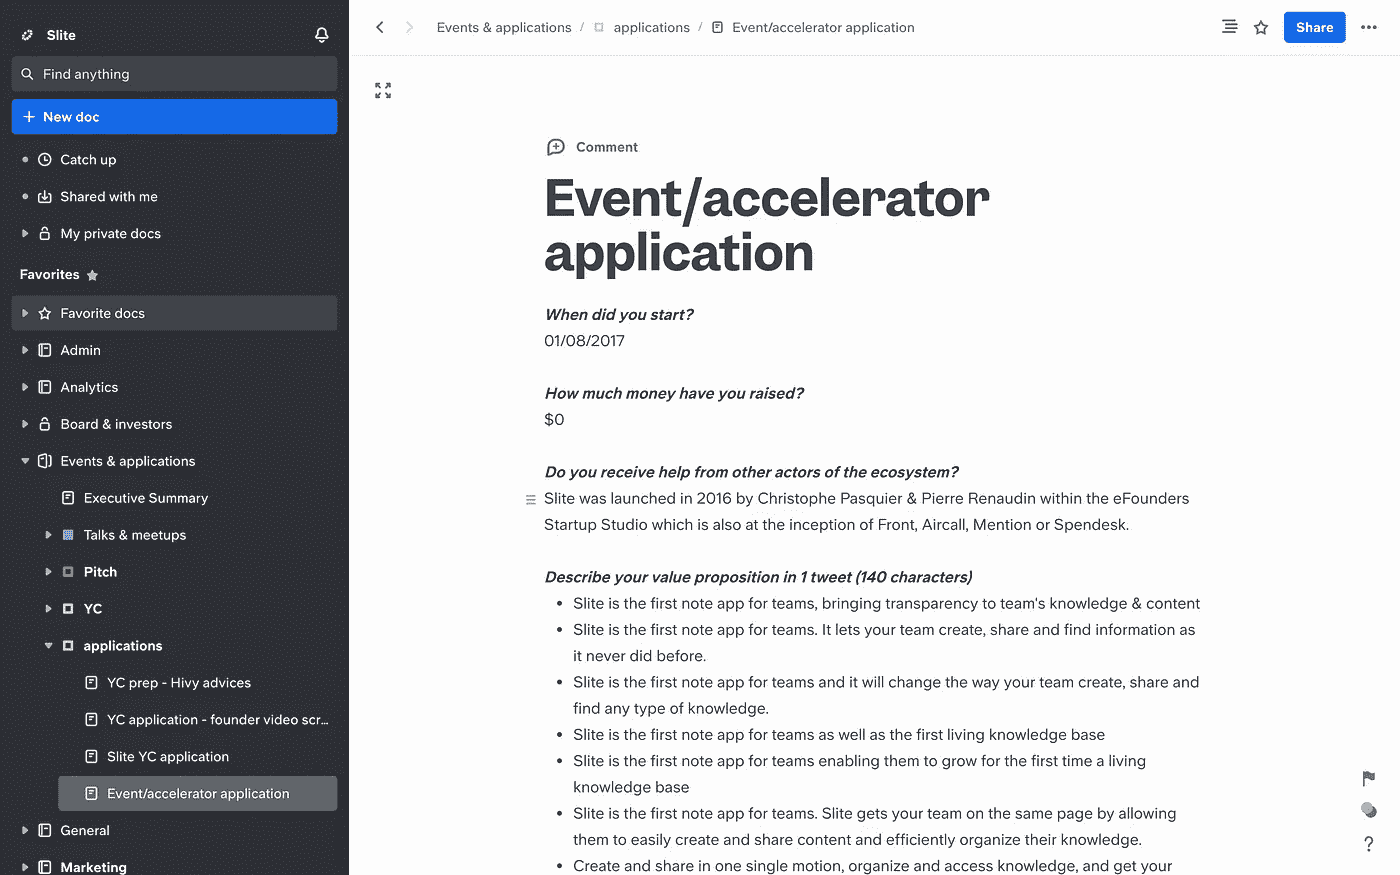 Slite
Find anything
New doc
Catch up
Shared with me
My private docs
Favorites
Favorite docs
Admin
Analytics
Board & investors
Events & applications
Executive Summary
Talks & meetups
Pitch
YC
applications
YC prep - Hivy advices
YC application - founder video scr...
Slite YC application
Event/accelerator application
General
Marketing
Events & applications / applications / Event/accelerator application
Share
Comment
Event/accelerator
application
When did you start?
01/08/2017
How much money have you raised?
$0
Do you receive help from other actors of the ecosystem?
Slite was launched in 2016 by Christophe Pasquier & Pierre Renaudin within the eFounders
Startup Studio which is also at the inception of Front, Aircall, Mention or Spendesk.
Describe your value proposition in 1 tweet (140 characters)
• Slite is the first note app for teams, bringing transparency to team's knowledge & content
• Slite is the first note app for teams. It lets your team create, share and find information as
it never did before.
• Slite is the first note app for teams and it will change the way your team create, share and
find any type of knowledge.
• Slite is the first note app for teams as well as the first living knowledge base
• Slite is the first note app for teams enabling them to grow for the first time a living
knowledge base
• Slite is the first note app for teams. Slite gets your team on the same page by allowing
them to easily create and share content and efficiently organize their knowledge.
• Create and share in one single motion, organize and access knowledge, and get your
?